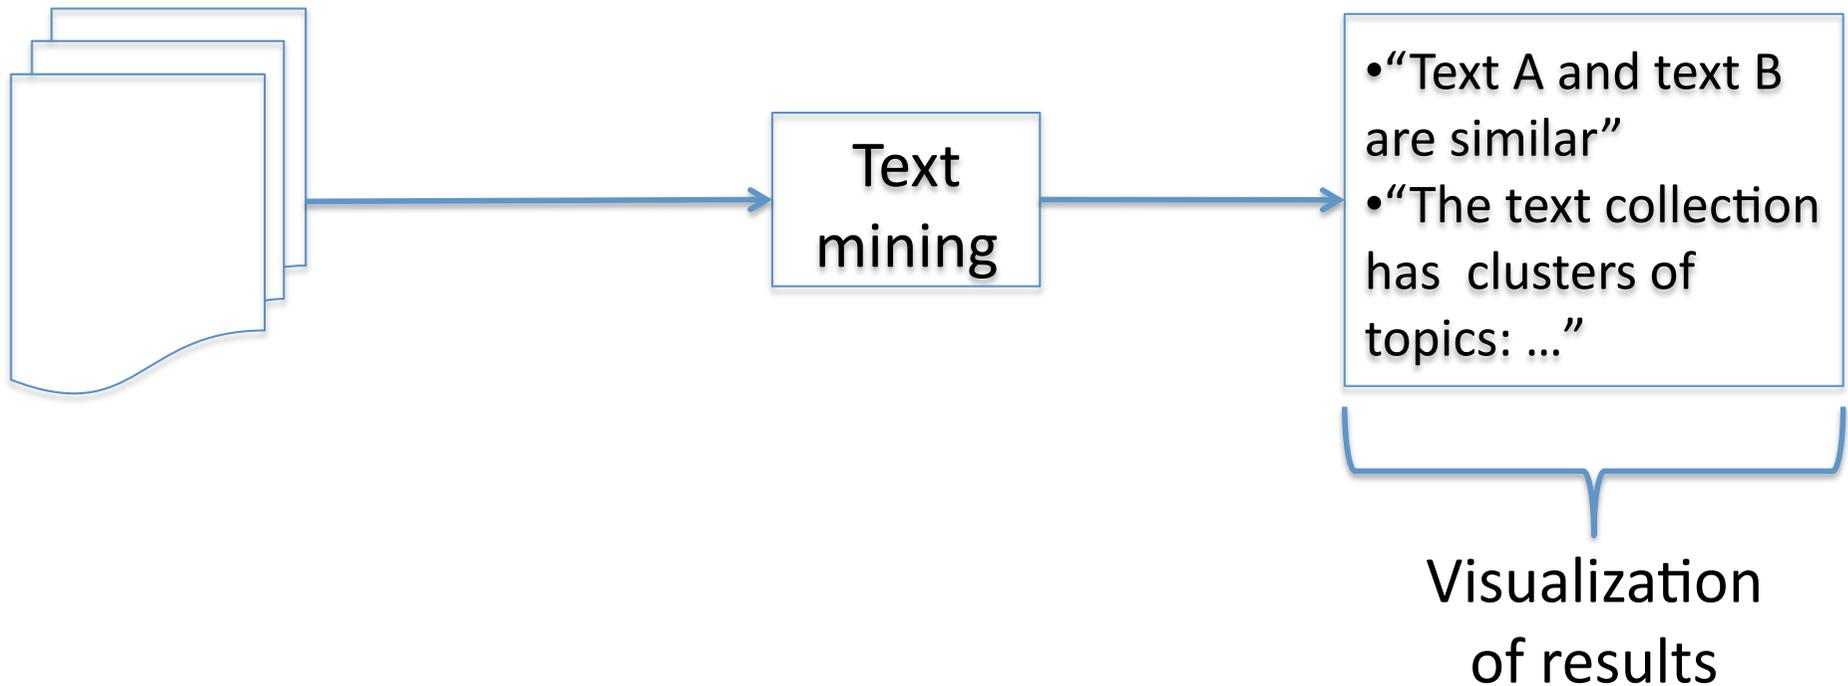 Text
mining
•“Text A and text B
are similar”
•“The text collection
has  clusters of
topics: ...”
Visualization
of results